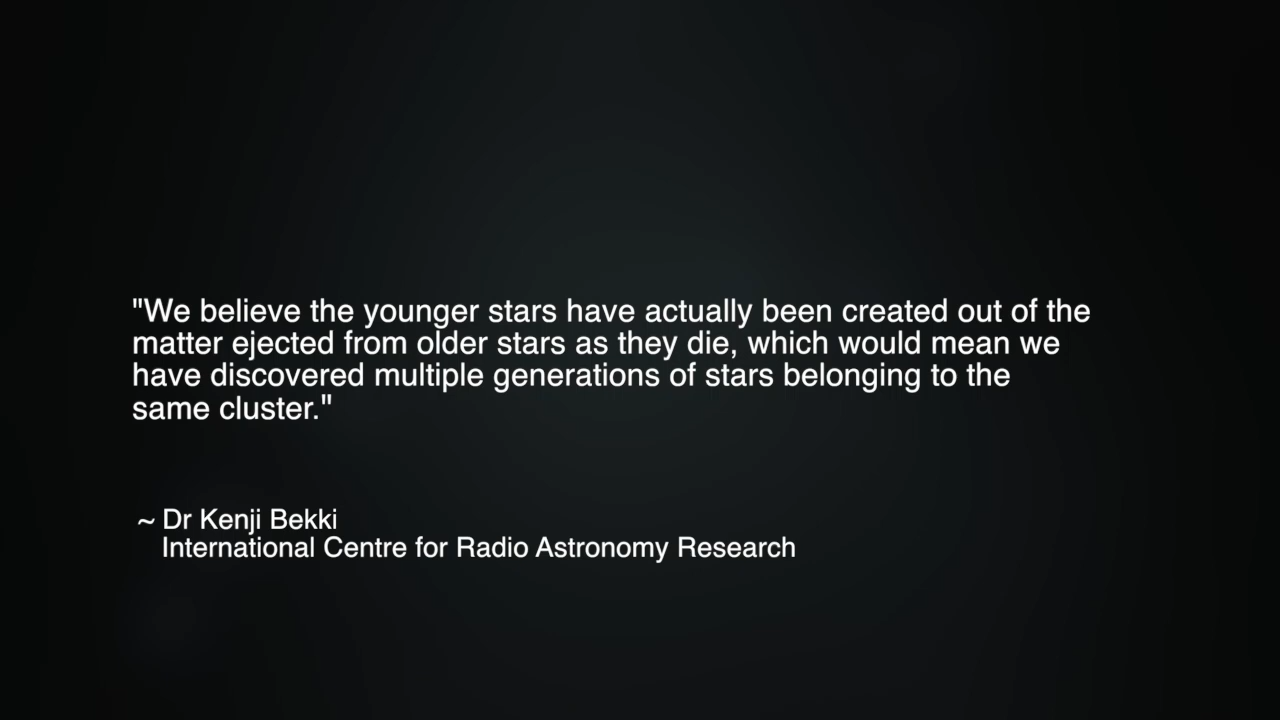 "We believe the younger stars have actually been created out of the
matter ejected from older stars as they die, which would mean we
have discovered multiple generations of stars belonging to the
same cluster."
~ Dr Kenji Bekki
International Centre for Radio Astronomy Research